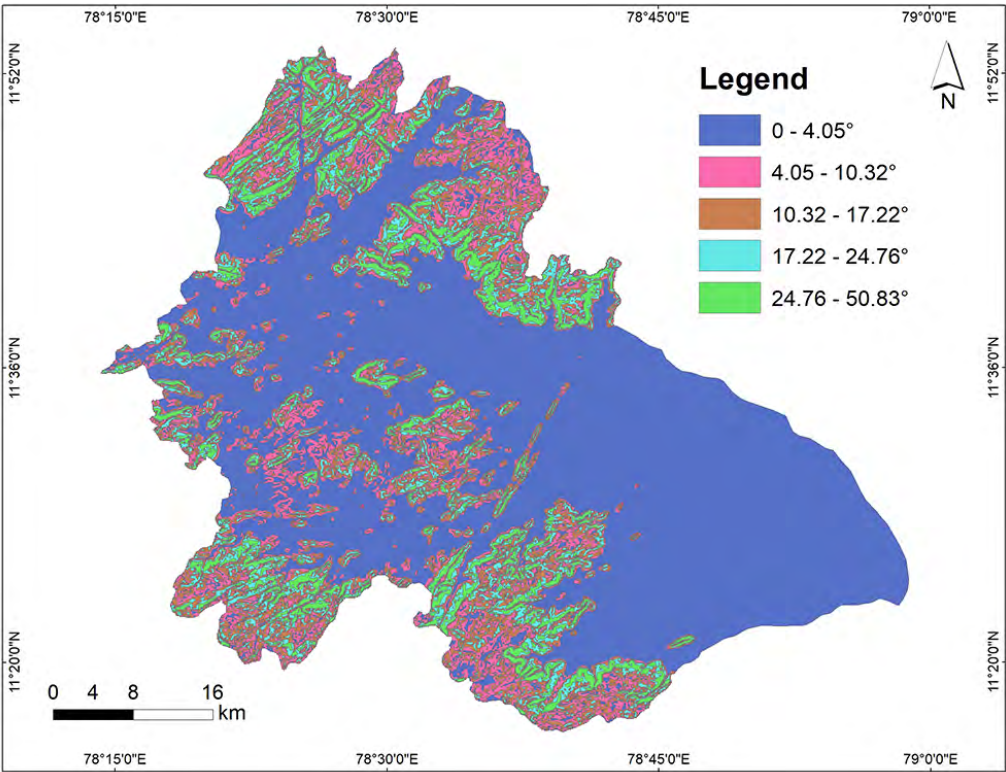 78°15'0"E 78°30'0"E 78°45'0"E 79°0'0"E
11°52'0"N
11°52'0"N
N
Legend
0 - 4.05°
4.05 - 10.32°
10.32 - 17.22°
17.22 - 24.76°
24.76 - 50.83°
11°36'0"N
11°36'0"N
11°20'0"N
11°20'0"N
0 4 8 16
km
78°15'0"E 78°30'0"E 78°45'0"E 79°0'0"E